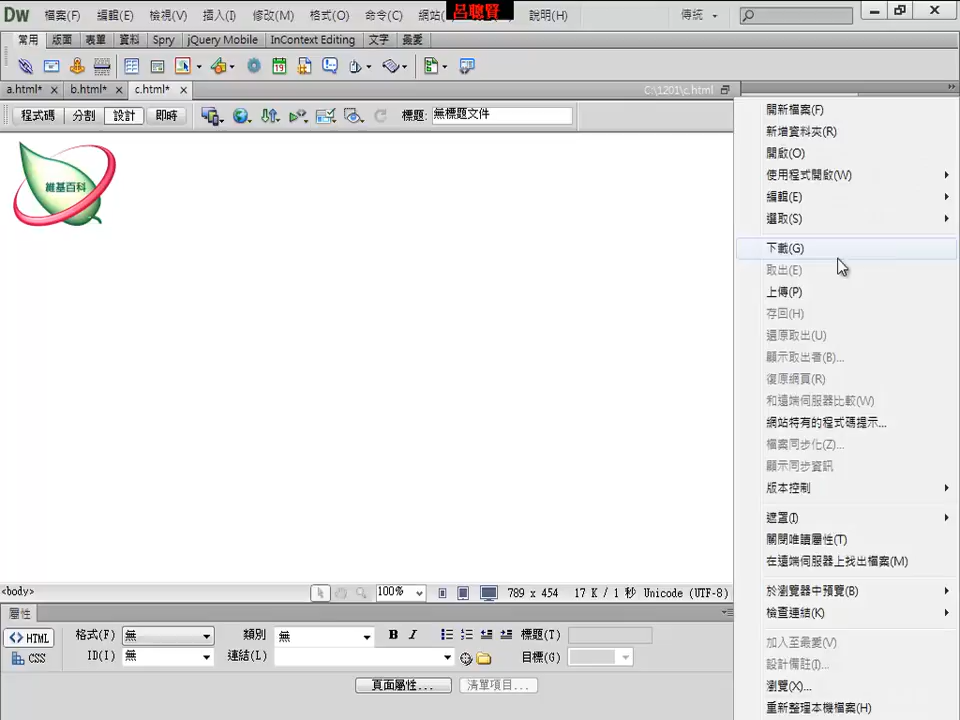 Dw 檔案(F) 編輯(E) 檢視(V) 插入(I) 修改(M) 格式(O) 命令(C) 網站( 呂聰賢 說明(H) 傳統
常用 版面 表單 資料 Spry jQuery Mobile InContext Editing 文字 最愛
19
a.html* b.html* c.html* C:\1201\c.html
程式碼 分割 設計 即時 標題: 無標題文件
維基百科
開新檔案(F)
新增資料夾(R)
開啟(O)
使用程式開啟(W)
編輯(E)
選取(S)
下載(G)
取出(E)
上傳(P)
存回(H)
還原取出(U)
顯示取出者(B)...
復原網頁(R)
和遠端伺服器比較(W)
網站特有的程式碼提示...
檔案同步化(Z)...
顯示同步資訊
版本控制
遮罩(I)
關閉唯讀屬性(T)
在遠端伺服器上找出檔案(M)
於瀏覽器中預覽(B)
檢查連結(K)
加入至最愛(V)
設計備註(I)...
瀏覽(X)...
重新整理本機檔案(H)
<body> 100% 789 x 454 17 K / 1 秒 Unicode (UTF-8)
屬性
<> HTML 格式(F) 無 類別 無 B I 標題(T)
CSS ID(I) 無 連結(L) 目標(G)
頁面屬性... 清單項目...